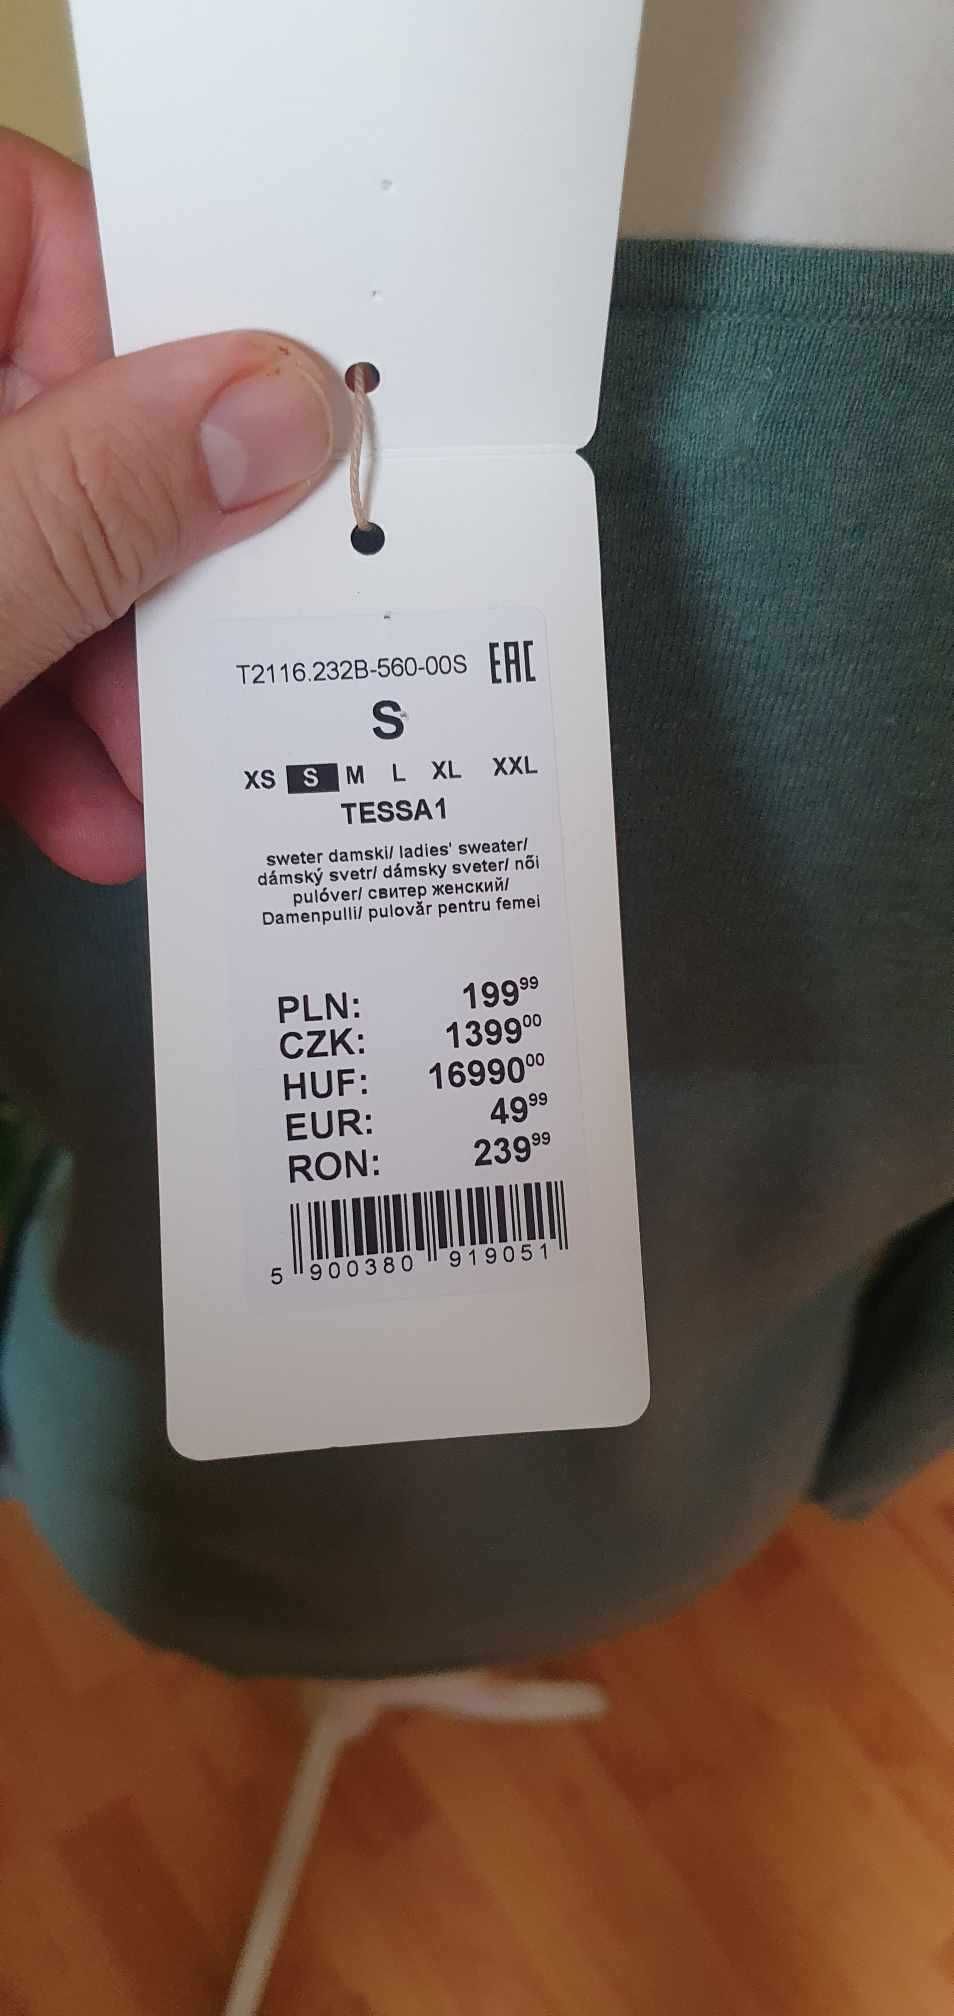 T2116.232B-560-00S EAC
S
XS S M L XL XXL
TESSA1
sweter damski/ ladies' sweater/
dámský svetr/ dámsky sveter/ nõi
pulóver/ свитер женский/
Damenpulli/ pulovăr pentru femei
PLN: 199⁹⁹
CZK: 1399⁰⁰
HUF: 16990⁰⁰
EUR: 49⁹⁹
RON: 239⁹⁹
5 900380 919051